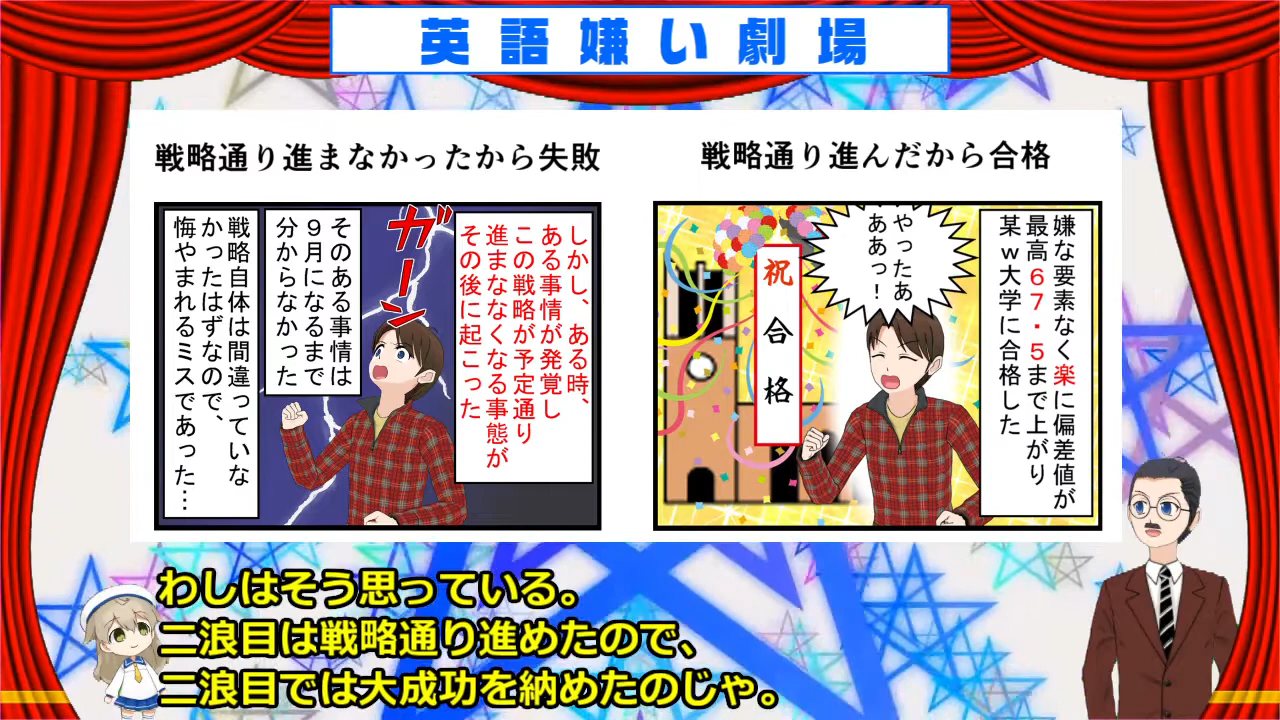 英語嫌い劇場
戦略通り進まなかったから失敗
しかし、ある時、
ある事情が発覚し
この戦略が予定通り
進まななくなる事態が
その後に起こった
ガーン
そのある事情は
９月になるまで
分からなかった
戦略自体は間違っていな
かったはずなので、
悔やまれるミスであった…
戦略通り進んだから合格
嫌な要素なく楽に偏差値が
最高６７・５まで上がり
某ｗ大学に合格した
やったあ
ああっ！
祝合格
わしはそう思っている。
二浪目は戦略通り進めたので、
二浪目では大成功を納めたのじゃ。